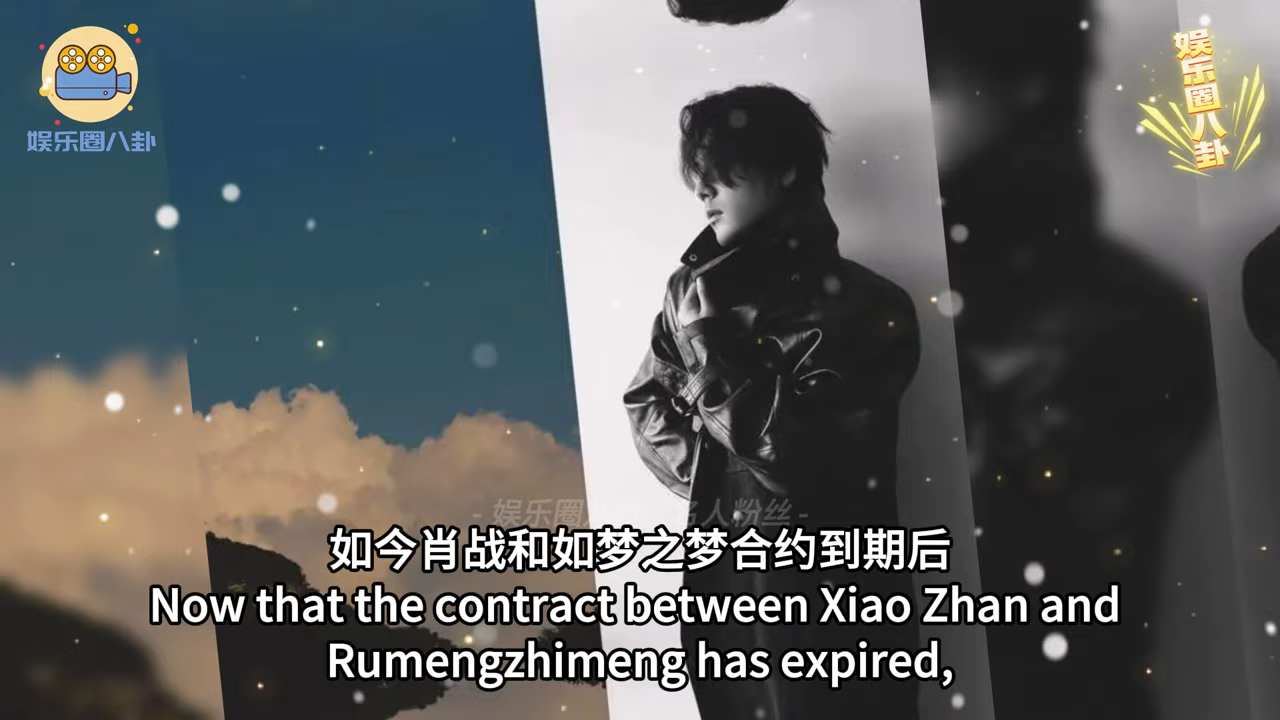 娱乐圈八卦
娱乐圈八卦
如今肖战和如梦之梦合约到期后
Now that the contract between Xiao Zhan and
Rumengzhimeng has expired,